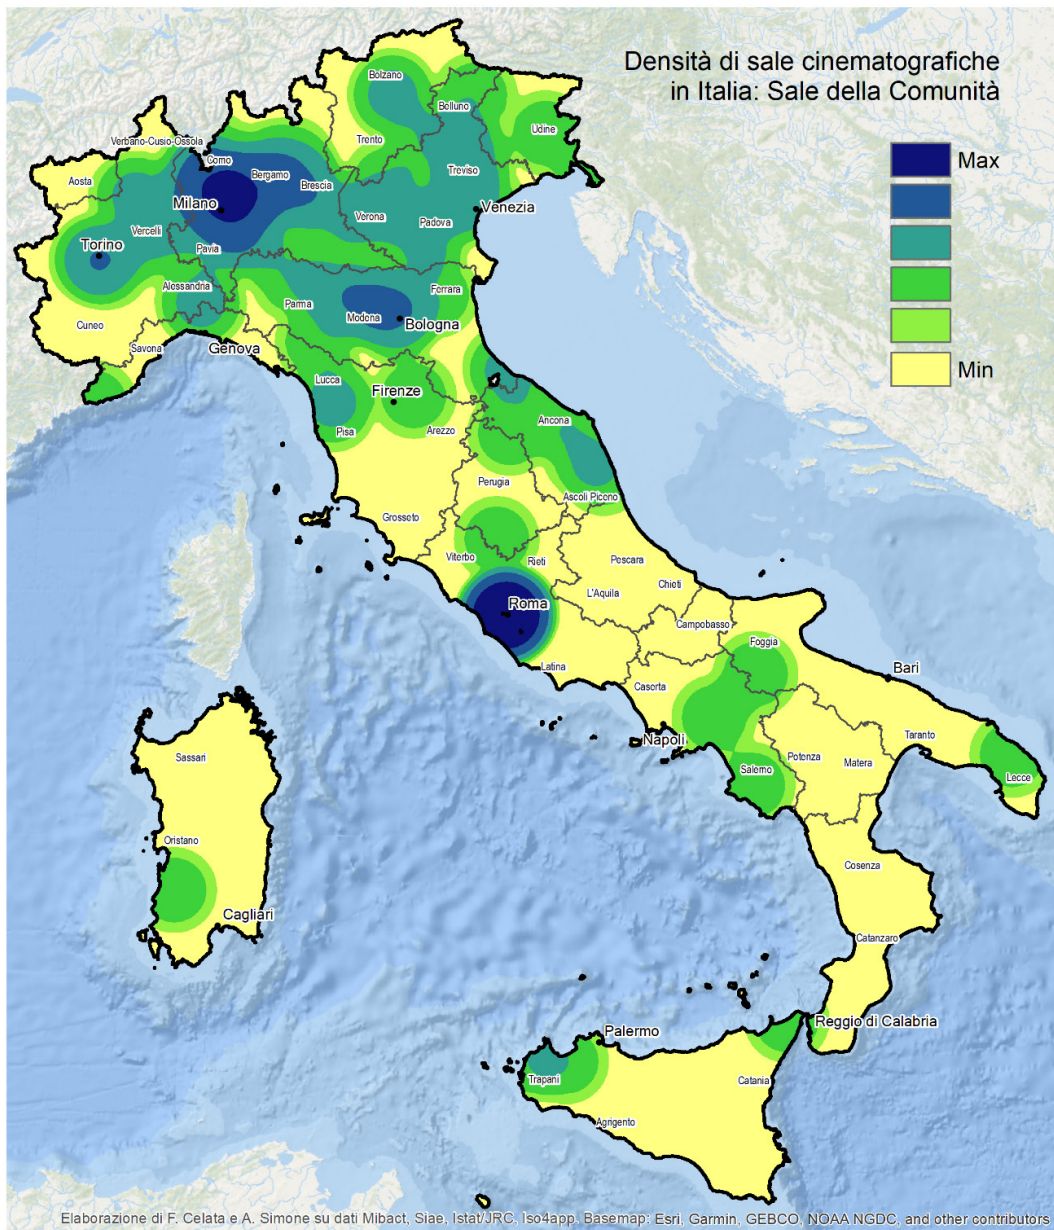 Densità di sale cinematografiche
in Italia: Sale della Comunità
Max
Min
Bolzano
Belluno
Udine
Trento
Verbano-Cusio-Ossola
Como
Aosta
Bergamo
Brescia
Treviso
Milano
Venezia
Verona
Padova
Vercelli
Torino
Pavia
Alessandria
Ferrara
Parma
Modena
Bologna
Cuneo
Savona
Genova
Lucca
Firenze
Ancona
Pisa
Arezzo
Perugia
Ascoli Piceno
Grosseto
Viterbo
Rieti
Pescara
Chieti
L'Aquila
Roma
Campobasso
Foggia
Latina
Bari
Caserta
Napoli
Taranto
Potenza
Matera
Salerno
Lecce
Sassari
Oristano
Cosenza
Cagliari
Catanzaro
Reggio di Calabria
Palermo
Trapani
Catania
Agrigento
Elaborazione di F. Celata e A. Simone su dati Mibact, Siae, Istat/JRC, Iso4app. Basemap: Esri, Garmin, GEBCO, NOAA NGDC, and other contributors